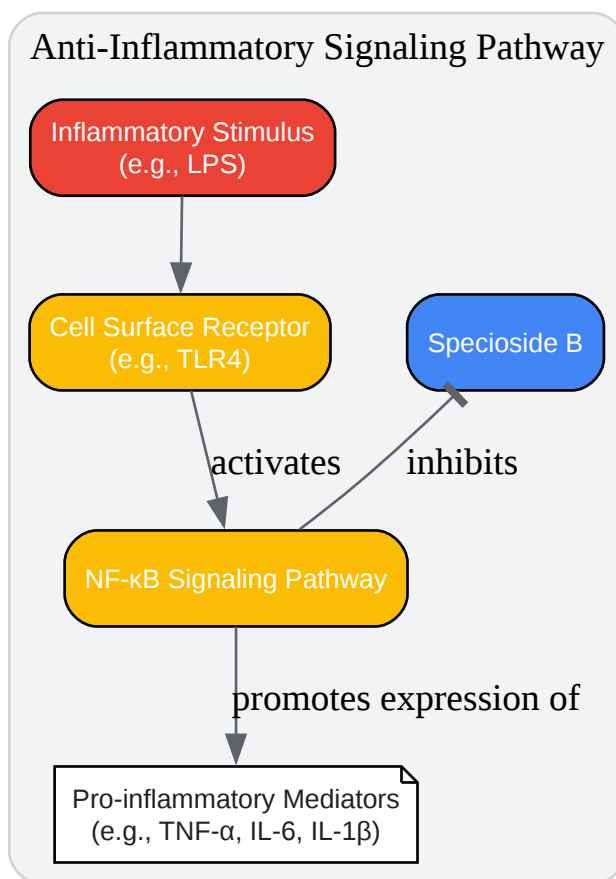 Anti-Inflammatory Signaling Pathway
Inflammatory Stimulus
(e.g., LPS)
Cell Surface Receptor
(e.g., TLR4)
Specioside B
activates
inhibits
NF-κB Signaling Pathway
promotes expression of
Pro-inflammatory Mediators
(e.g., TNF-α, IL-6, IL-1β)